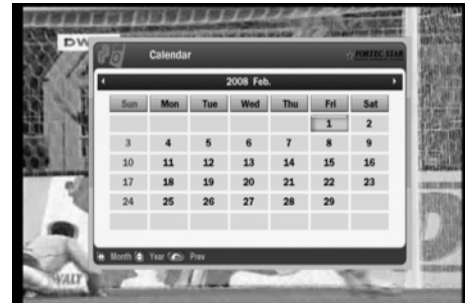 DW
Calendar
FORTEC STAR
2008 Feb.
Sun Mon Tue Wed Thu Fri Sat
1 2
3 4 5 6 7 8 9
10 11 12 13 14 15 16
17 18 19 20 21 22 23
24 25 26 27 28 29
Month Year Prev